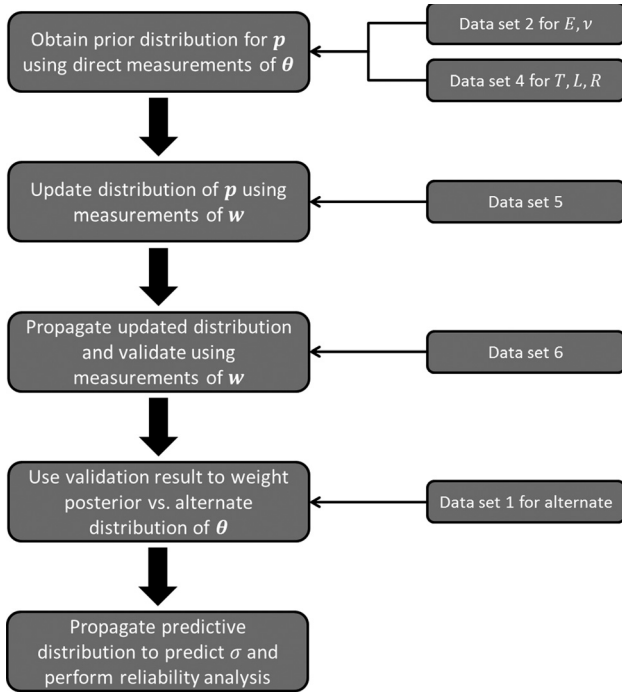 Obtain prior distribution for p
using direct measurements of θ
Data set 2 for E, ν
Data set 4 for T, L, R
Update distribution of p using
measurements of w
Data set 5
Propagate updated distribution
and validate using
measurements of w
Data set 6
Use validation result to weight
posterior vs. alternate
distribution of θ
Data set 1 for alternate
Propagate predictive
distribution to predict σ and
perform reliability analysis